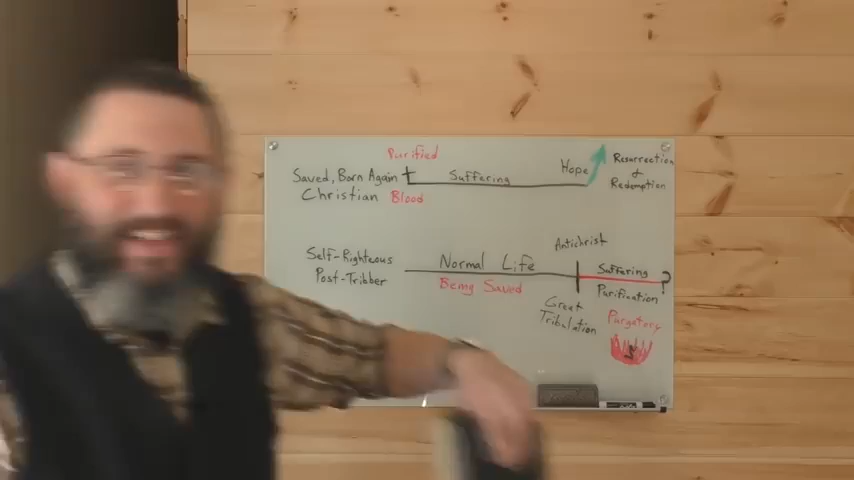 Purified
Saved, Born Again Suffering Hope Resurrection
Christian Blood &
Redemption
Self-Righteous Normal Life Antichrist
Post-Tribber Being Saved Suffering ?
Purification
Great
Tribulation Purgatory